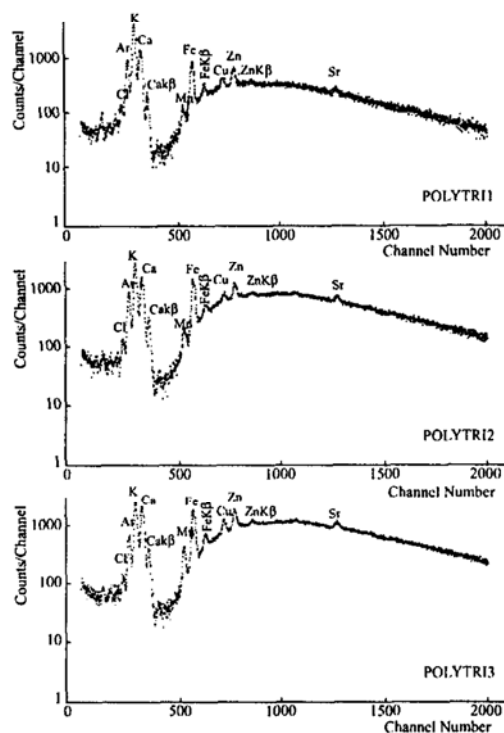 Counts/Channel
1000
100
10
1
K
Ar
Ca
Cl
Cakβ
Mn
Fe
FeKβ
Cu
Zn
ZnKβ
Sr
0 500 1000 1500 2000
POLYTRI1
Channel Number
Counts/Channel
1000
100
10
1
K
Ar
Ca
Cl
Cakβ
Mn
Fe
FeKβ
Cu
Zn
ZnKβ
Sr
0 500 1000 1500 2000
POLYTRI2
Channel Number
Counts/Channel
1000
100
10
1
K
Ar
Ca
Cl
Cakβ
Fe
FeKβ
Cu
Zn
ZnKβ
Sr
0 500 1000 1500 2000
POLYTRI3
Channel Number